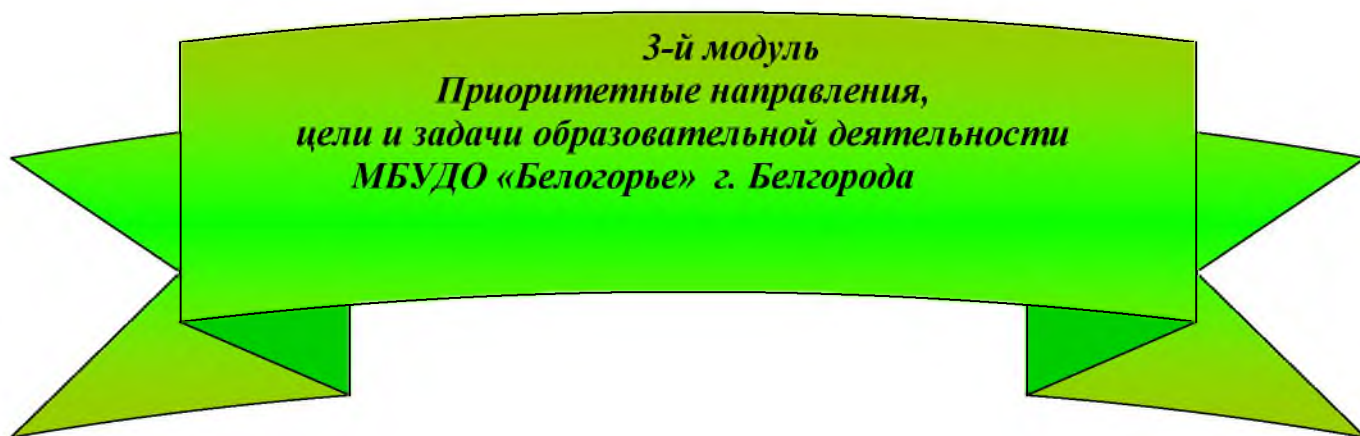 3-й модуль
Приоритетные направления,
цели и задачи образовательной деятельности
МБУДО «Белогорье» г. Белгорода